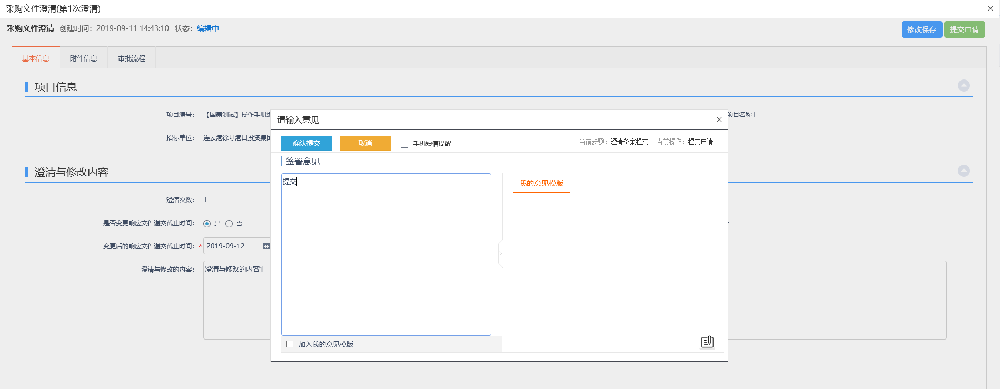 采购文件澄清(第1次澄清)
采购文件澄清 创建时间：2019-09-11 14:43:10 状态：编辑中 修改保存 提交申请
基本信息 附件信息 审批流程
项目信息
项目编号： 【国泰测试】操作手册 项目名称1
招标单位： 连云港徐圩港口投资集团
请输入意见
确认提交 取消 手机短信提醒 当前步骤：澄清备案提交 当前操作：提交申请
签署意见
提交
我的意见模版
加入我的意见模版
澄清与修改内容
澄清次数： 1
是否变更响应文件递交截止时间： 是 否
变更后的响应文件递交截止时间：* 2019-09-12
澄清与修改的内容： 澄清与修改的内容1